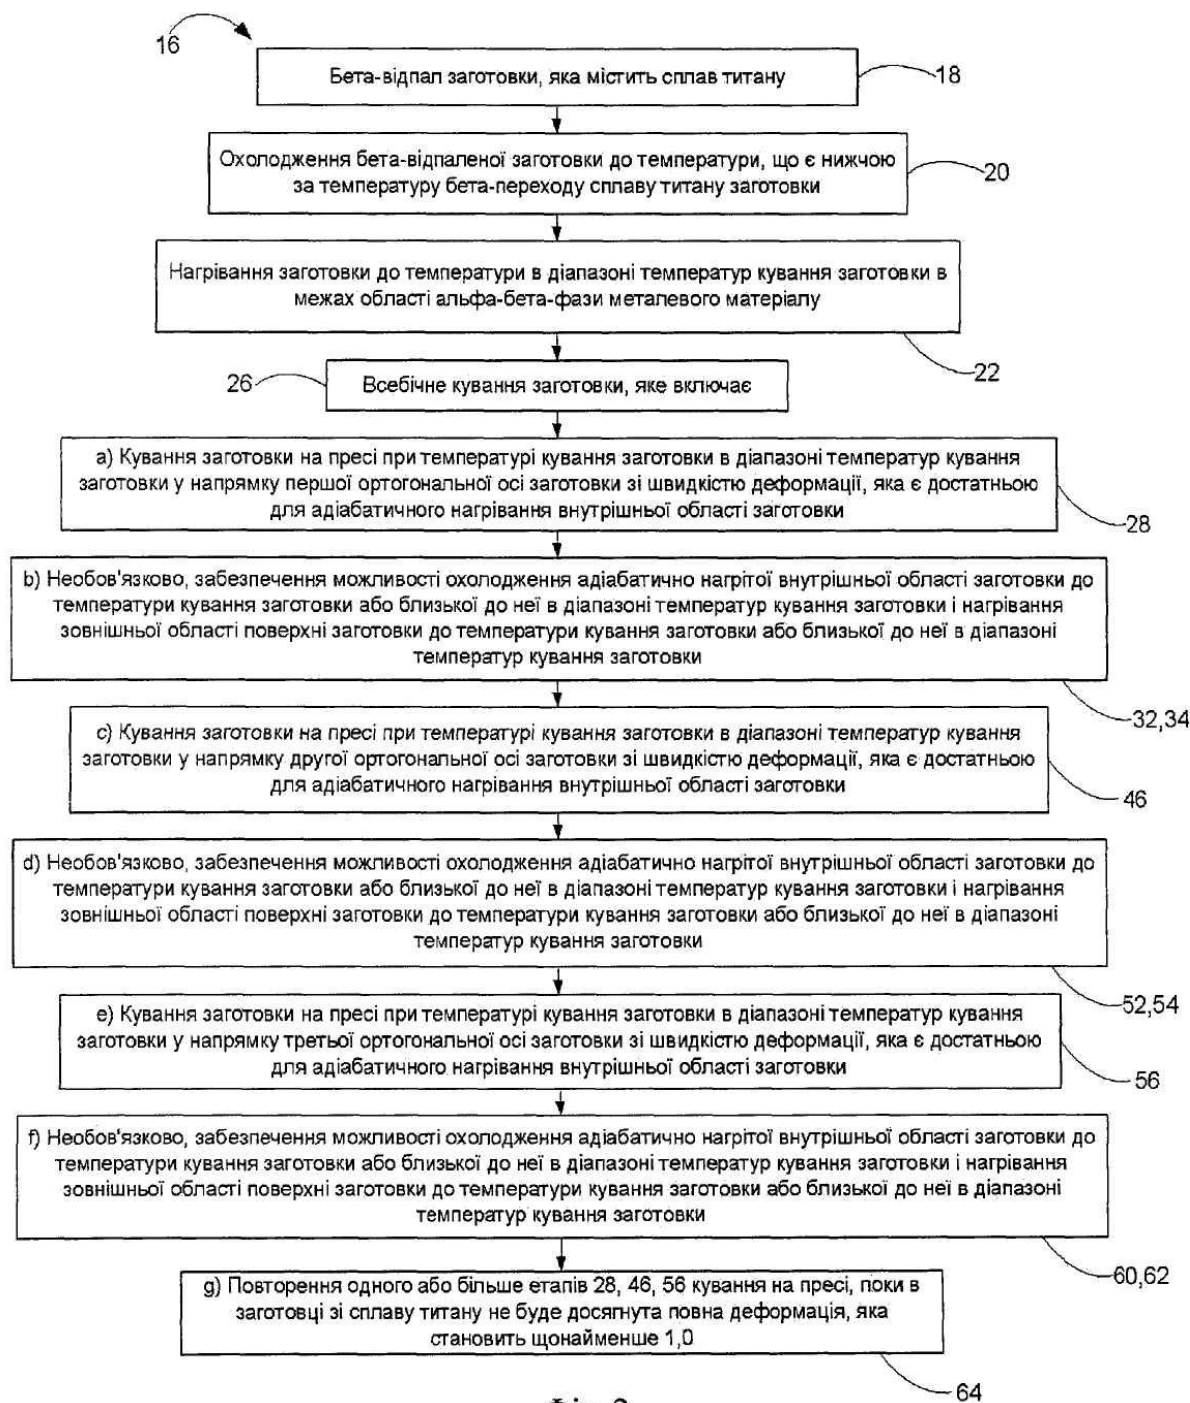 16
Бета-відпал заготовки, яка містить сплав титану
18
Охолодження бета-відпаленої заготовки до температури, що є нижчою
за температуру бета-переходу сплаву титану заготовки
20
Нагрівання заготовки до температури в діапазоні температур кування заготовки в
межах області альфа-бета-фази металевого матеріалу
22
26
Всебічне кування заготовки, яке включає
a) Кування заготовки на пресі при температурі кування заготовки в діапазоні температур кування
заготовки у напрямку першої ортогональної осі заготовки зі швидкістю деформації, яка є достатньою
для адіабатичного нагрівання внутрішньої області заготовки
28
b) Необов'язково, забезпечення можливості охолодження адіабатично нагрітої внутрішньої області заготовки до
температури кування заготовки або близької до неї в діапазоні температур кування заготовки і нагрівання
зовнішньої області поверхні заготовки до температури кування заготовки або близької до неї в діапазоні
температур кування заготовки
32,34
c) Кування заготовки на пресі при температурі кування заготовки в діапазоні температур кування
заготовки у напрямку другої ортогональної осі заготовки зі швидкістю деформації, яка є достатньою
для адіабатичного нагрівання внутрішньої області заготовки
46
d) Необов'язково, забезпечення можливості охолодження адіабатично нагрітої внутрішньої області заготовки до
температури кування заготовки або близької до неї в діапазоні температур кування заготовки і нагрівання
зовнішньої області поверхні заготовки до температури кування заготовки або близької до неї в діапазоні
температур кування заготовки
52,54
e) Кування заготовки на пресі при температурі кування заготовки в діапазоні температур кування
заготовки у напрямку третьої ортогональної осі заготовки зі швидкістю деформації, яка є достатньою
для адіабатичного нагрівання внутрішньої області заготовки
56
f) Необов'язково, забезпечення можливості охолодження адіабатично нагрітої внутрішньої області заготовки до
температури кування заготовки або близької до неї в діапазоні температур кування заготовки і нагрівання
зовнішньої області поверхні заготовки до температури кування заготовки або близької до неї в діапазоні
температур кування заготовки
60,62
g) Повторення одного або більше етапів 28, 46, 56 кування на пресі, поки в
заготовці зі сплаву титану не буде досягнута повна деформація, яка
становить щонайменше 1,0
64